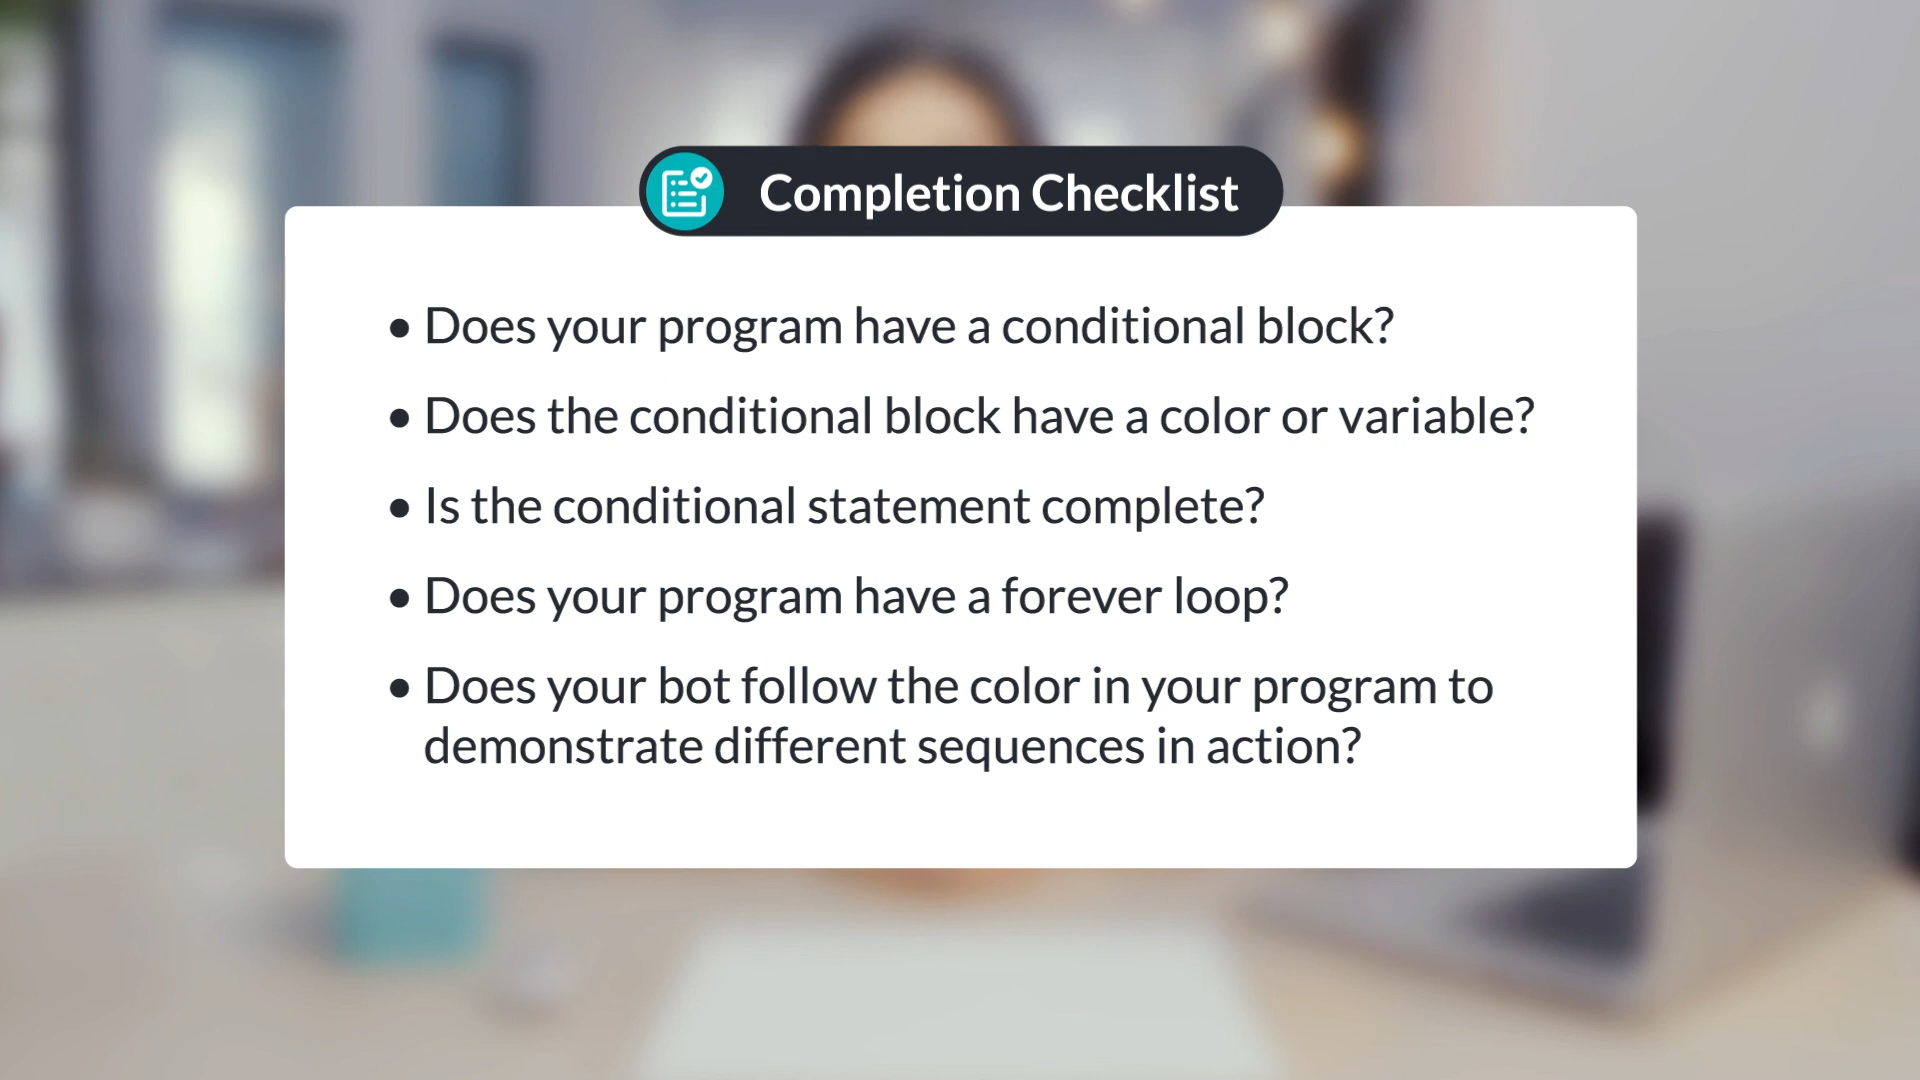 Completion Checklist
• Does your program have a conditional block?
• Does the conditional block have a color or variable?
• Is the conditional statement complete?
• Does your program have a forever loop?
• Does your bot follow the color in your program to
demonstrate different sequences in action?